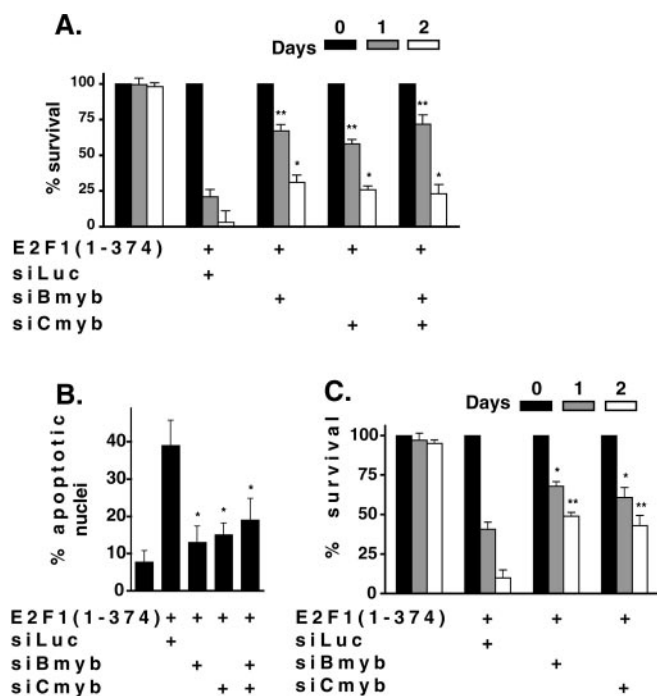 A.
Days 0 1 2
% survival
100
75
50
25
0
** ** **
* * *
E2F1(1-374) + + + +
siLuc +
siBmyb + +
siCmyb + +
B.
% apoptotic nuclei
40
30
20
10
0
* * *
E2F1(1-374) + + + +
siLuc +
siBmyb + +
siCmyb + +
C.
Days 0 1 2
% survival
100
75
50
25
0
* ** * **
E2F1(1-374) + + +
siLuc +
siBmyb +
siCmyb +